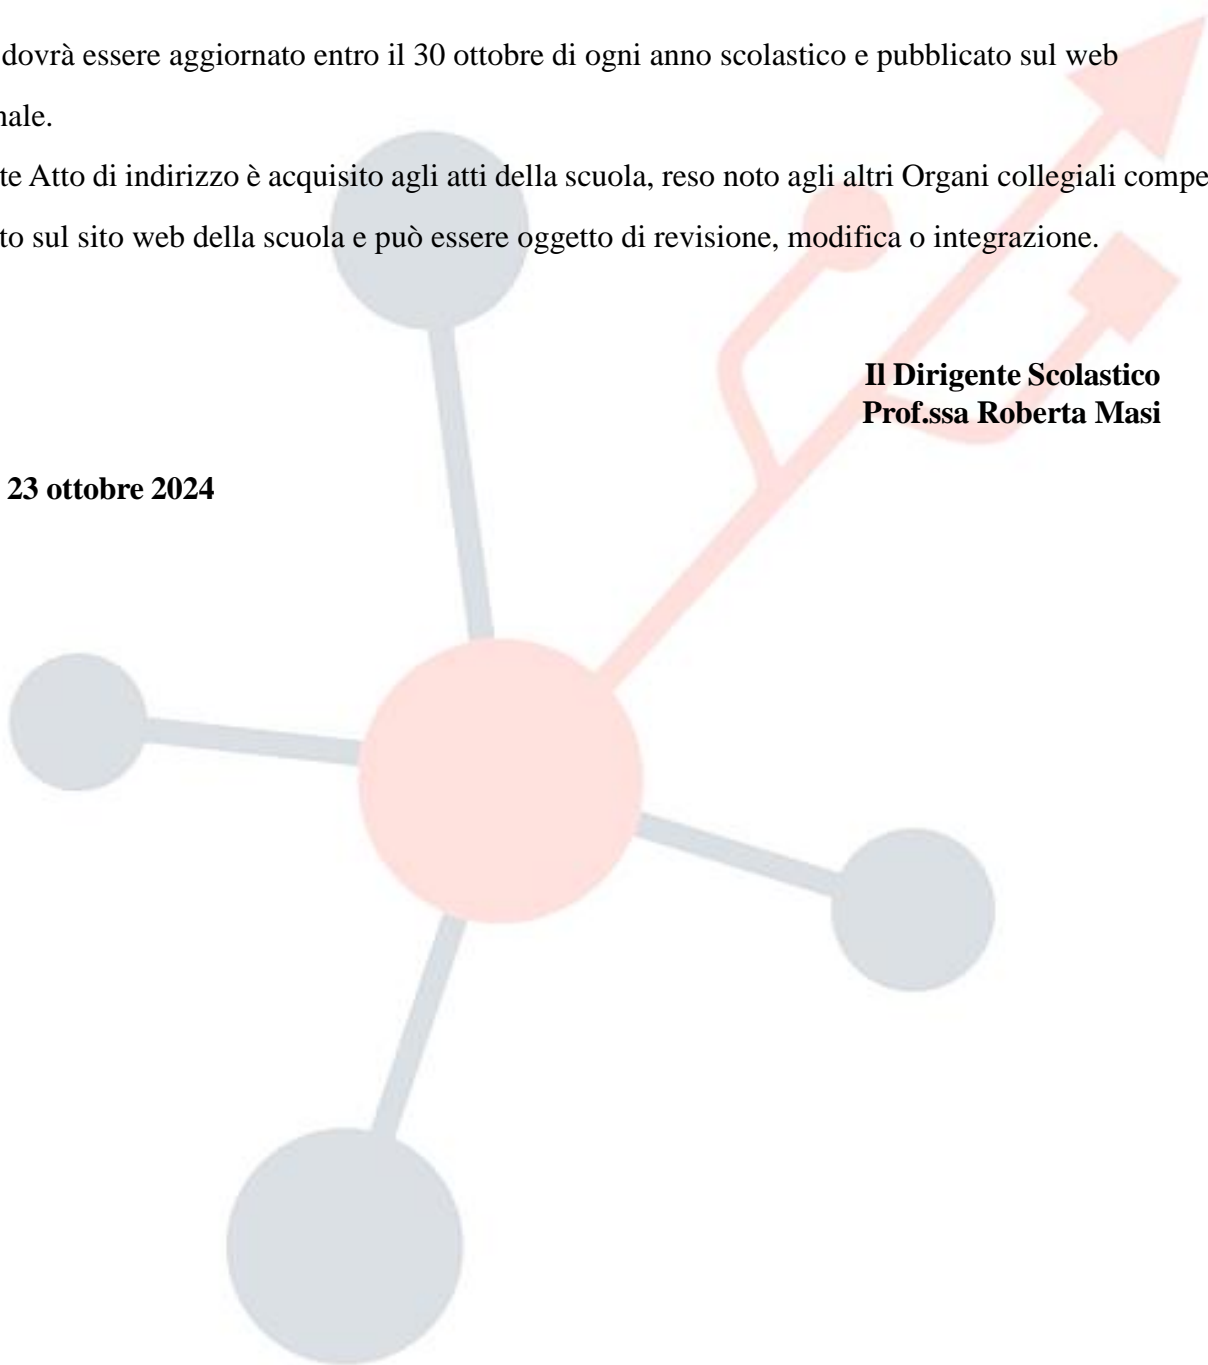 dovrà essere aggiornato entro il 30 ottobre di ogni anno scolastico e pubblicato sul web
nale.
te Atto di indirizzo è acquisito agli atti della scuola, reso noto agli altri Organi collegiali compe
to sul sito web della scuola e può essere oggetto di revisione, modifica o integrazione.
Il Dirigente Scolastico
Prof.ssa Roberta Masi
23 ottobre 2024